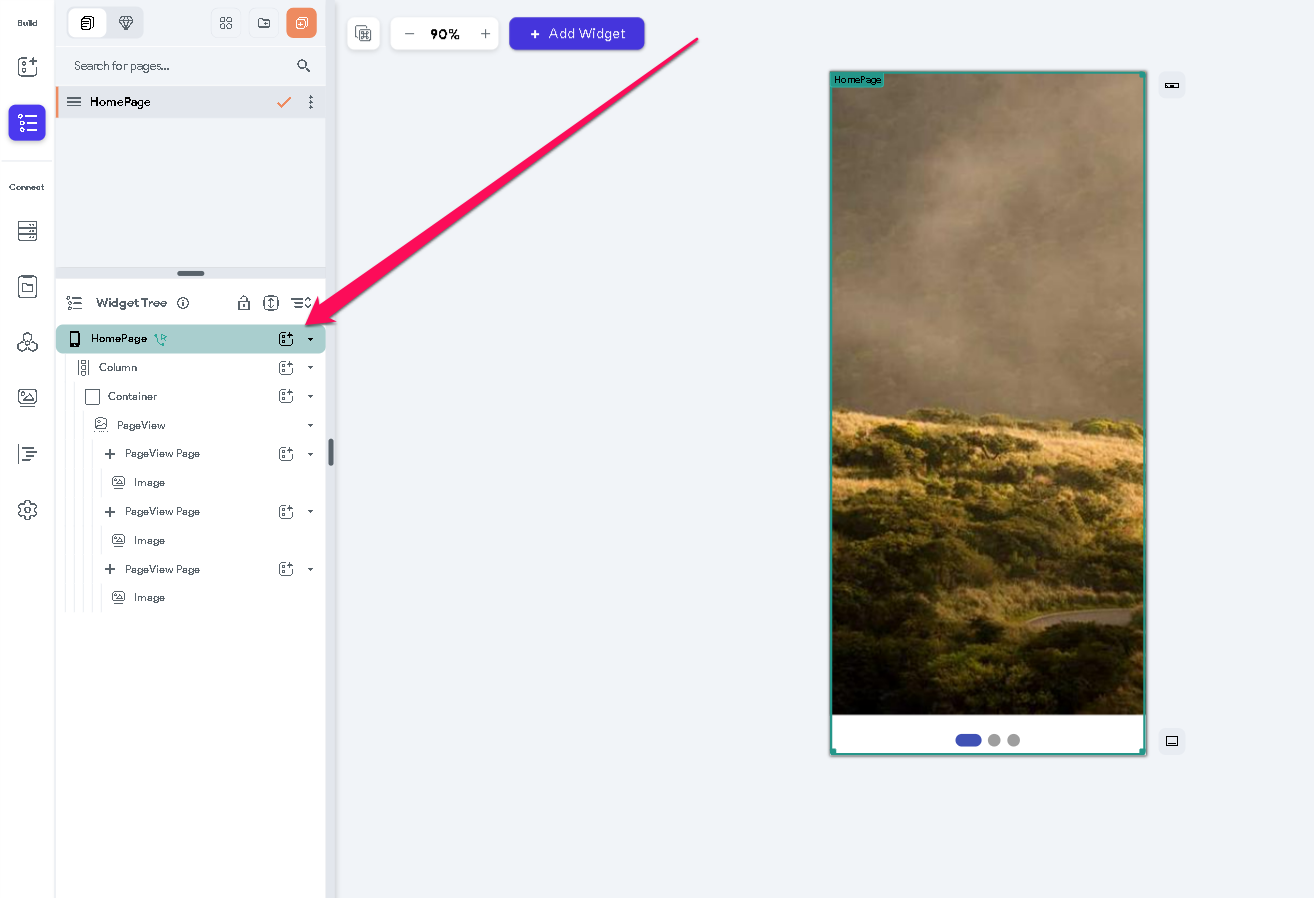 Build
Search for pages...
HomePage
Connect
Widget Tree
HomePage
Column
Container
PageView
PageView Page
Image
PageView Page
Image
PageView Page
Image
90%
+ Add Widget
HomePage